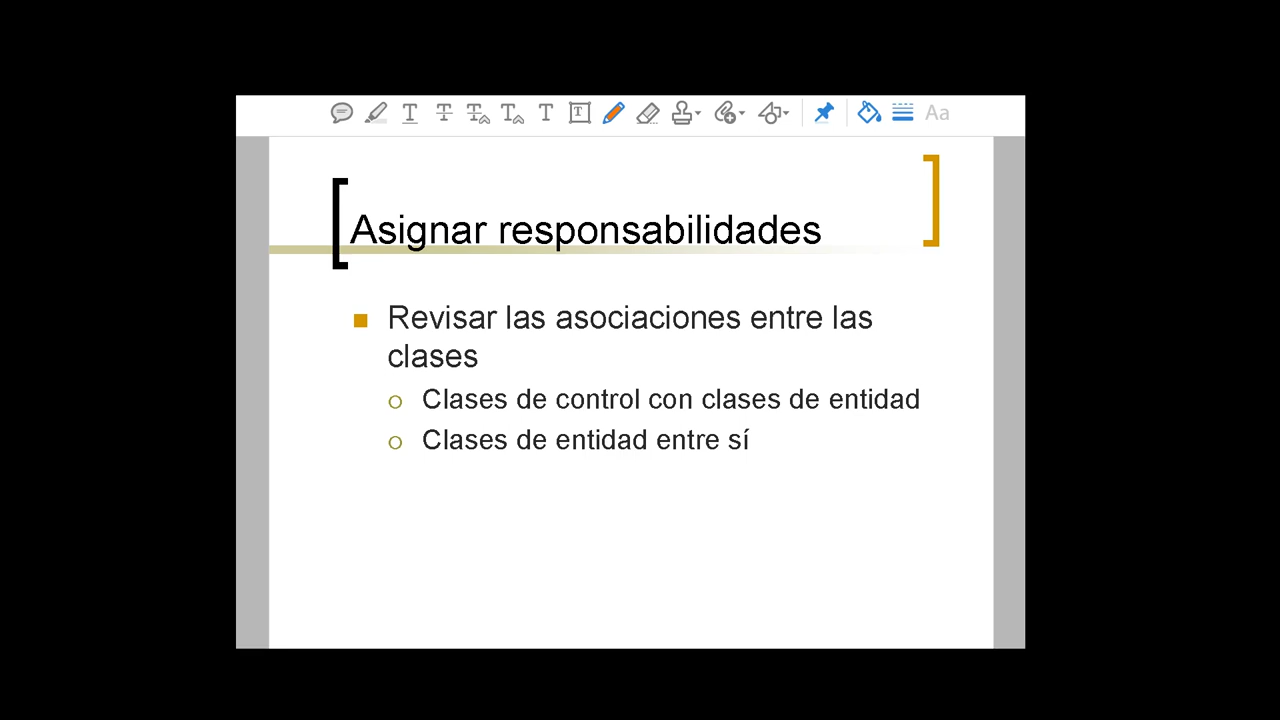 Aa
Asignar responsabilidades
Revisar las asociaciones entre las
clases
Clases de control con clases de entidad
Clases de entidad entre sí